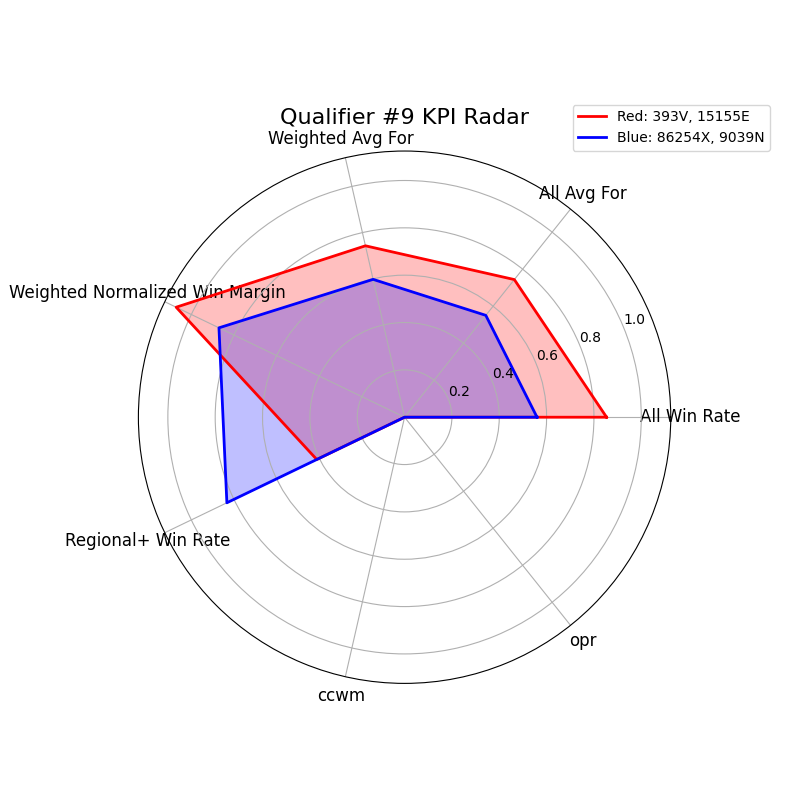 Qualifier #9 KPI Radar
Red: 393V, 15155E
Blue: 86254X, 9039N
Weighted Avg For
All Avg For
Weighted Normalized Win Margin
1.0
0.8
0.6
0.4
0.2
All Win Rate
Regional+ Win Rate
opr
ccwm